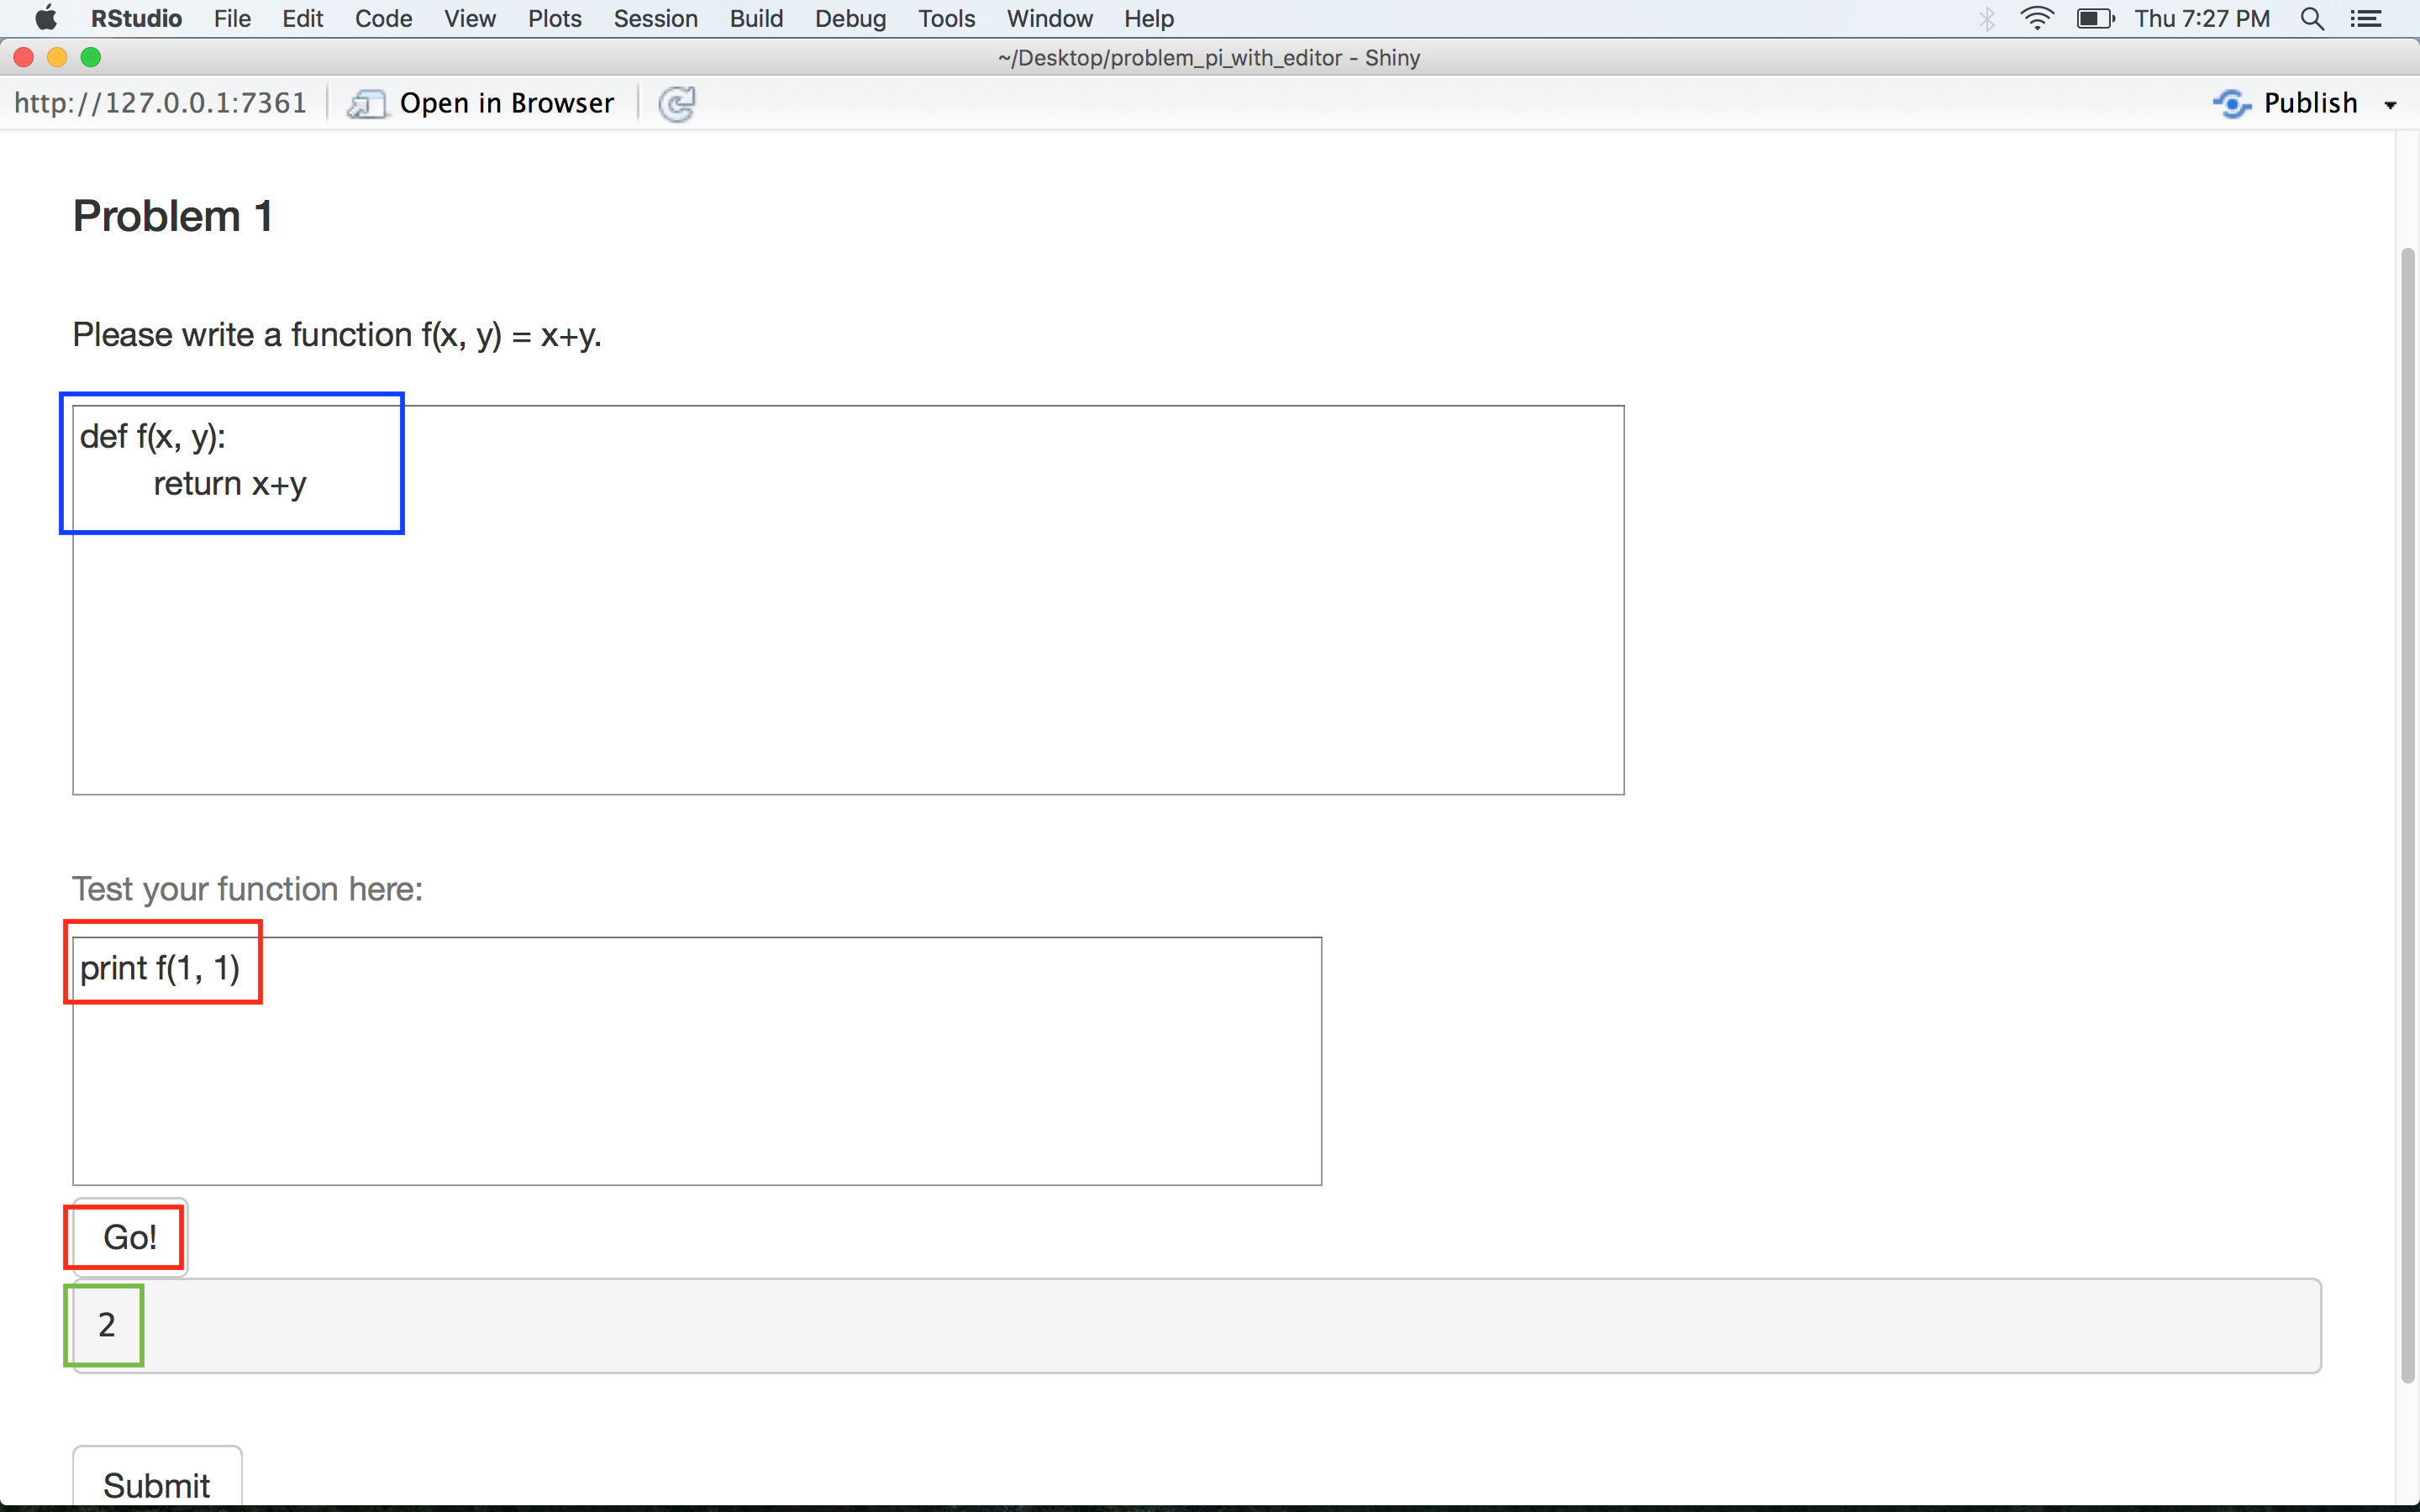 RStudio File Edit Code View Plots Session Build Debug Tools Window Help Thu 7:27 PM
~/Desktop/problem_pi_with_editor - Shiny
http://127.0.0.1:7361 Open in Browser Publish
Problem 1
Please write a function f(x, y) = x+y.
def f(x, y):
return x+y
Test your function here:
print f(1, 1)
Go!
2
Submit